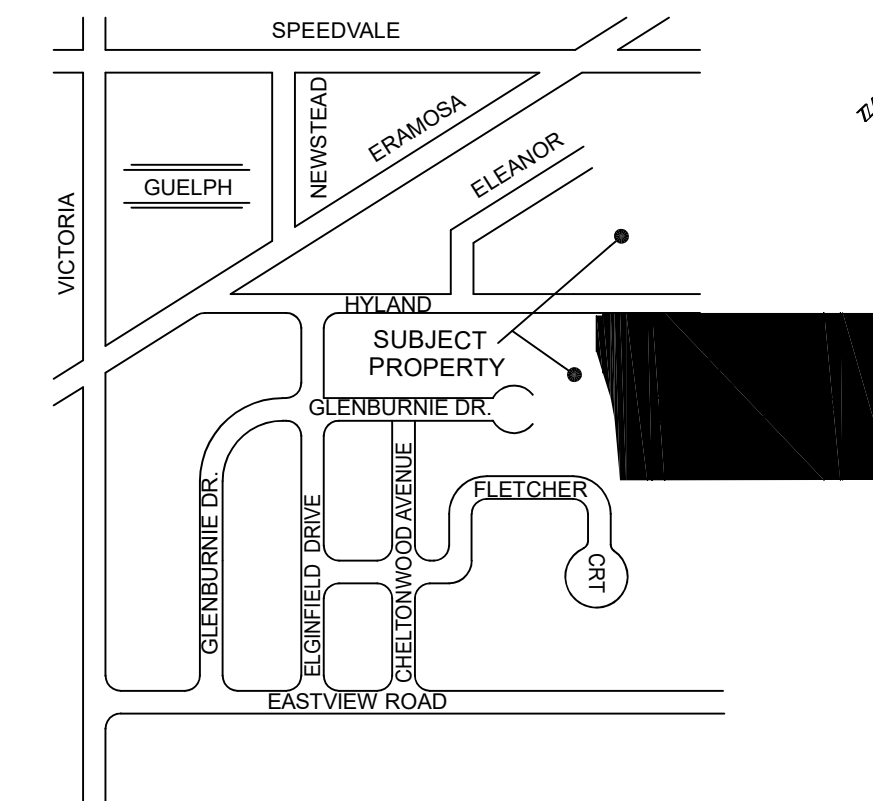 SPEEDVALE
NEWSTEAD
ERAMOSA
ELEANOR
GUELPH
VICTORIA
HYLAND
SUBJECT
PROPERTY
GLENBURNIE DR.
GLENBURNIE DR.
ELGINFIELD DRIVE
CHELTONWOOD AVENUE
FLETCHER
CRT
EASTVIEW ROAD